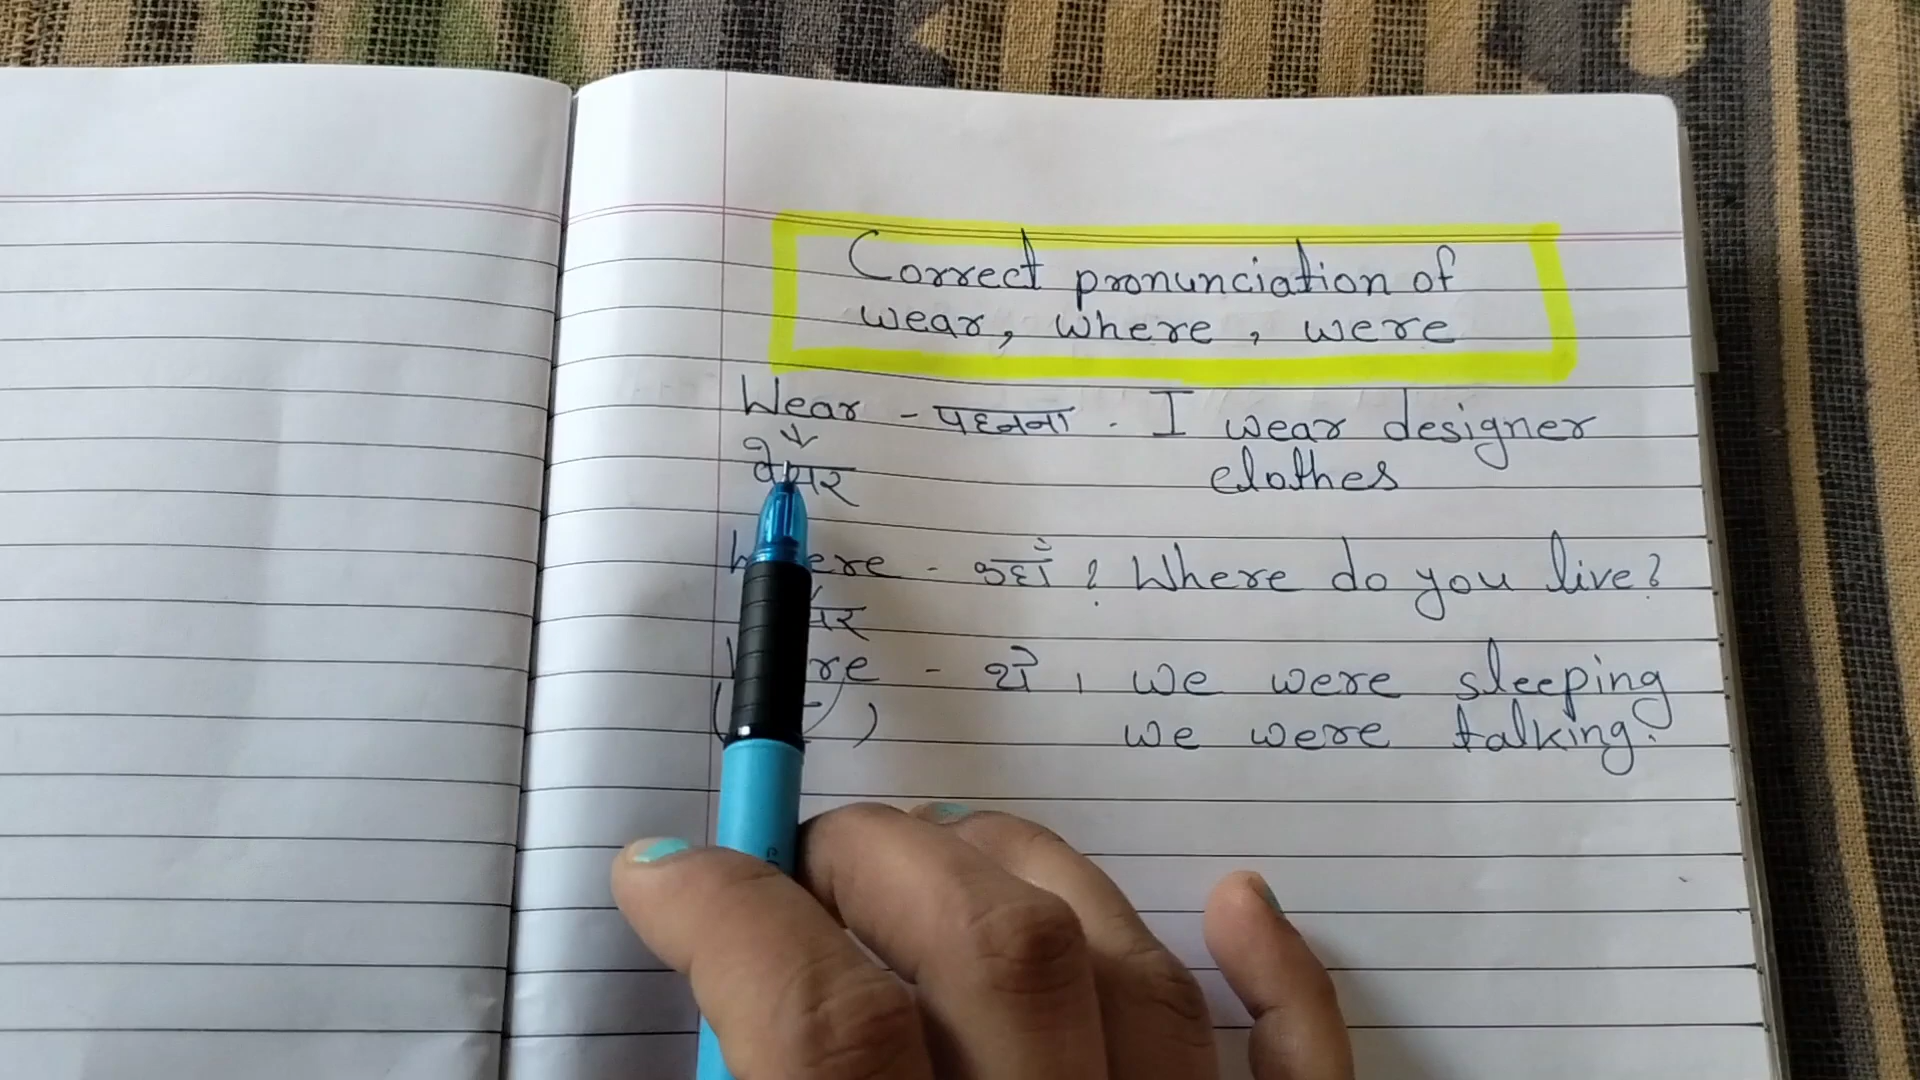 Correct pronunciation of
wear, where, were
Wear - पहनना . I wear designer
clothes
वेयर
- कहाँ ? Where do you live?
- थे , we were sleeping
we were talking.